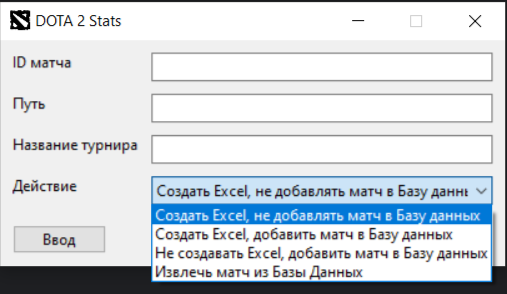 DOTA 2 Stats
ID матча
Путь
Название турнира
Действие
Создать Excel, не добавлять матч в Базу данны
Создать Excel, не добавлять матч в Базу данных
Создать Excel, добавить матч в Базу данных
Не создавать Excel, добавить матч в Базу данных
Извлечь матч из Базы Данных
Ввод